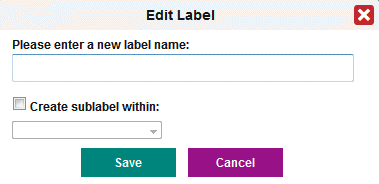 Edit Label
Please enter a new label name:
Create sublabel within:
Save Cancel